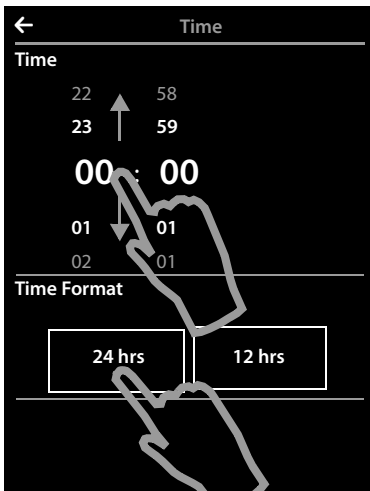 Time
Time
22 58
23 59
00 : 00
01 01
02 01
Time Format
24 hrs 12 hrs